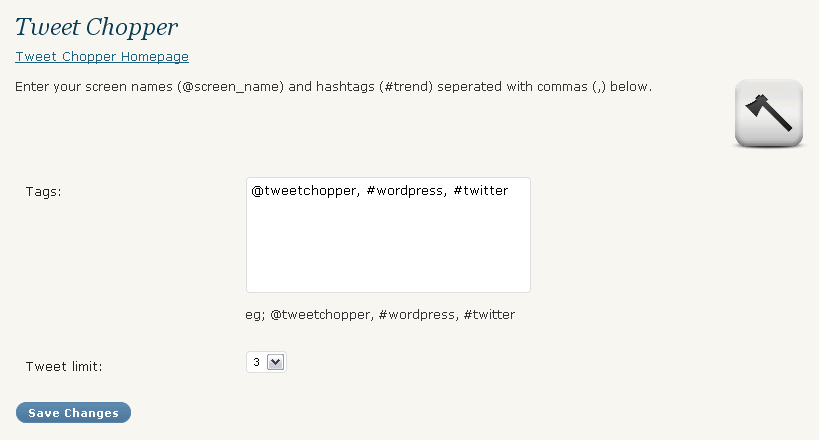 Tweet Chopper
Tweet Chopper Homepage
Enter your screen names (@screen_name) and hashtags (#trend) seperated with commas (,) below.
Tags:
@tweetchopper, #wordpress, #twitter
eg; @tweetchopper, #wordpress, #twitter
Tweet limit:
3
Save Changes